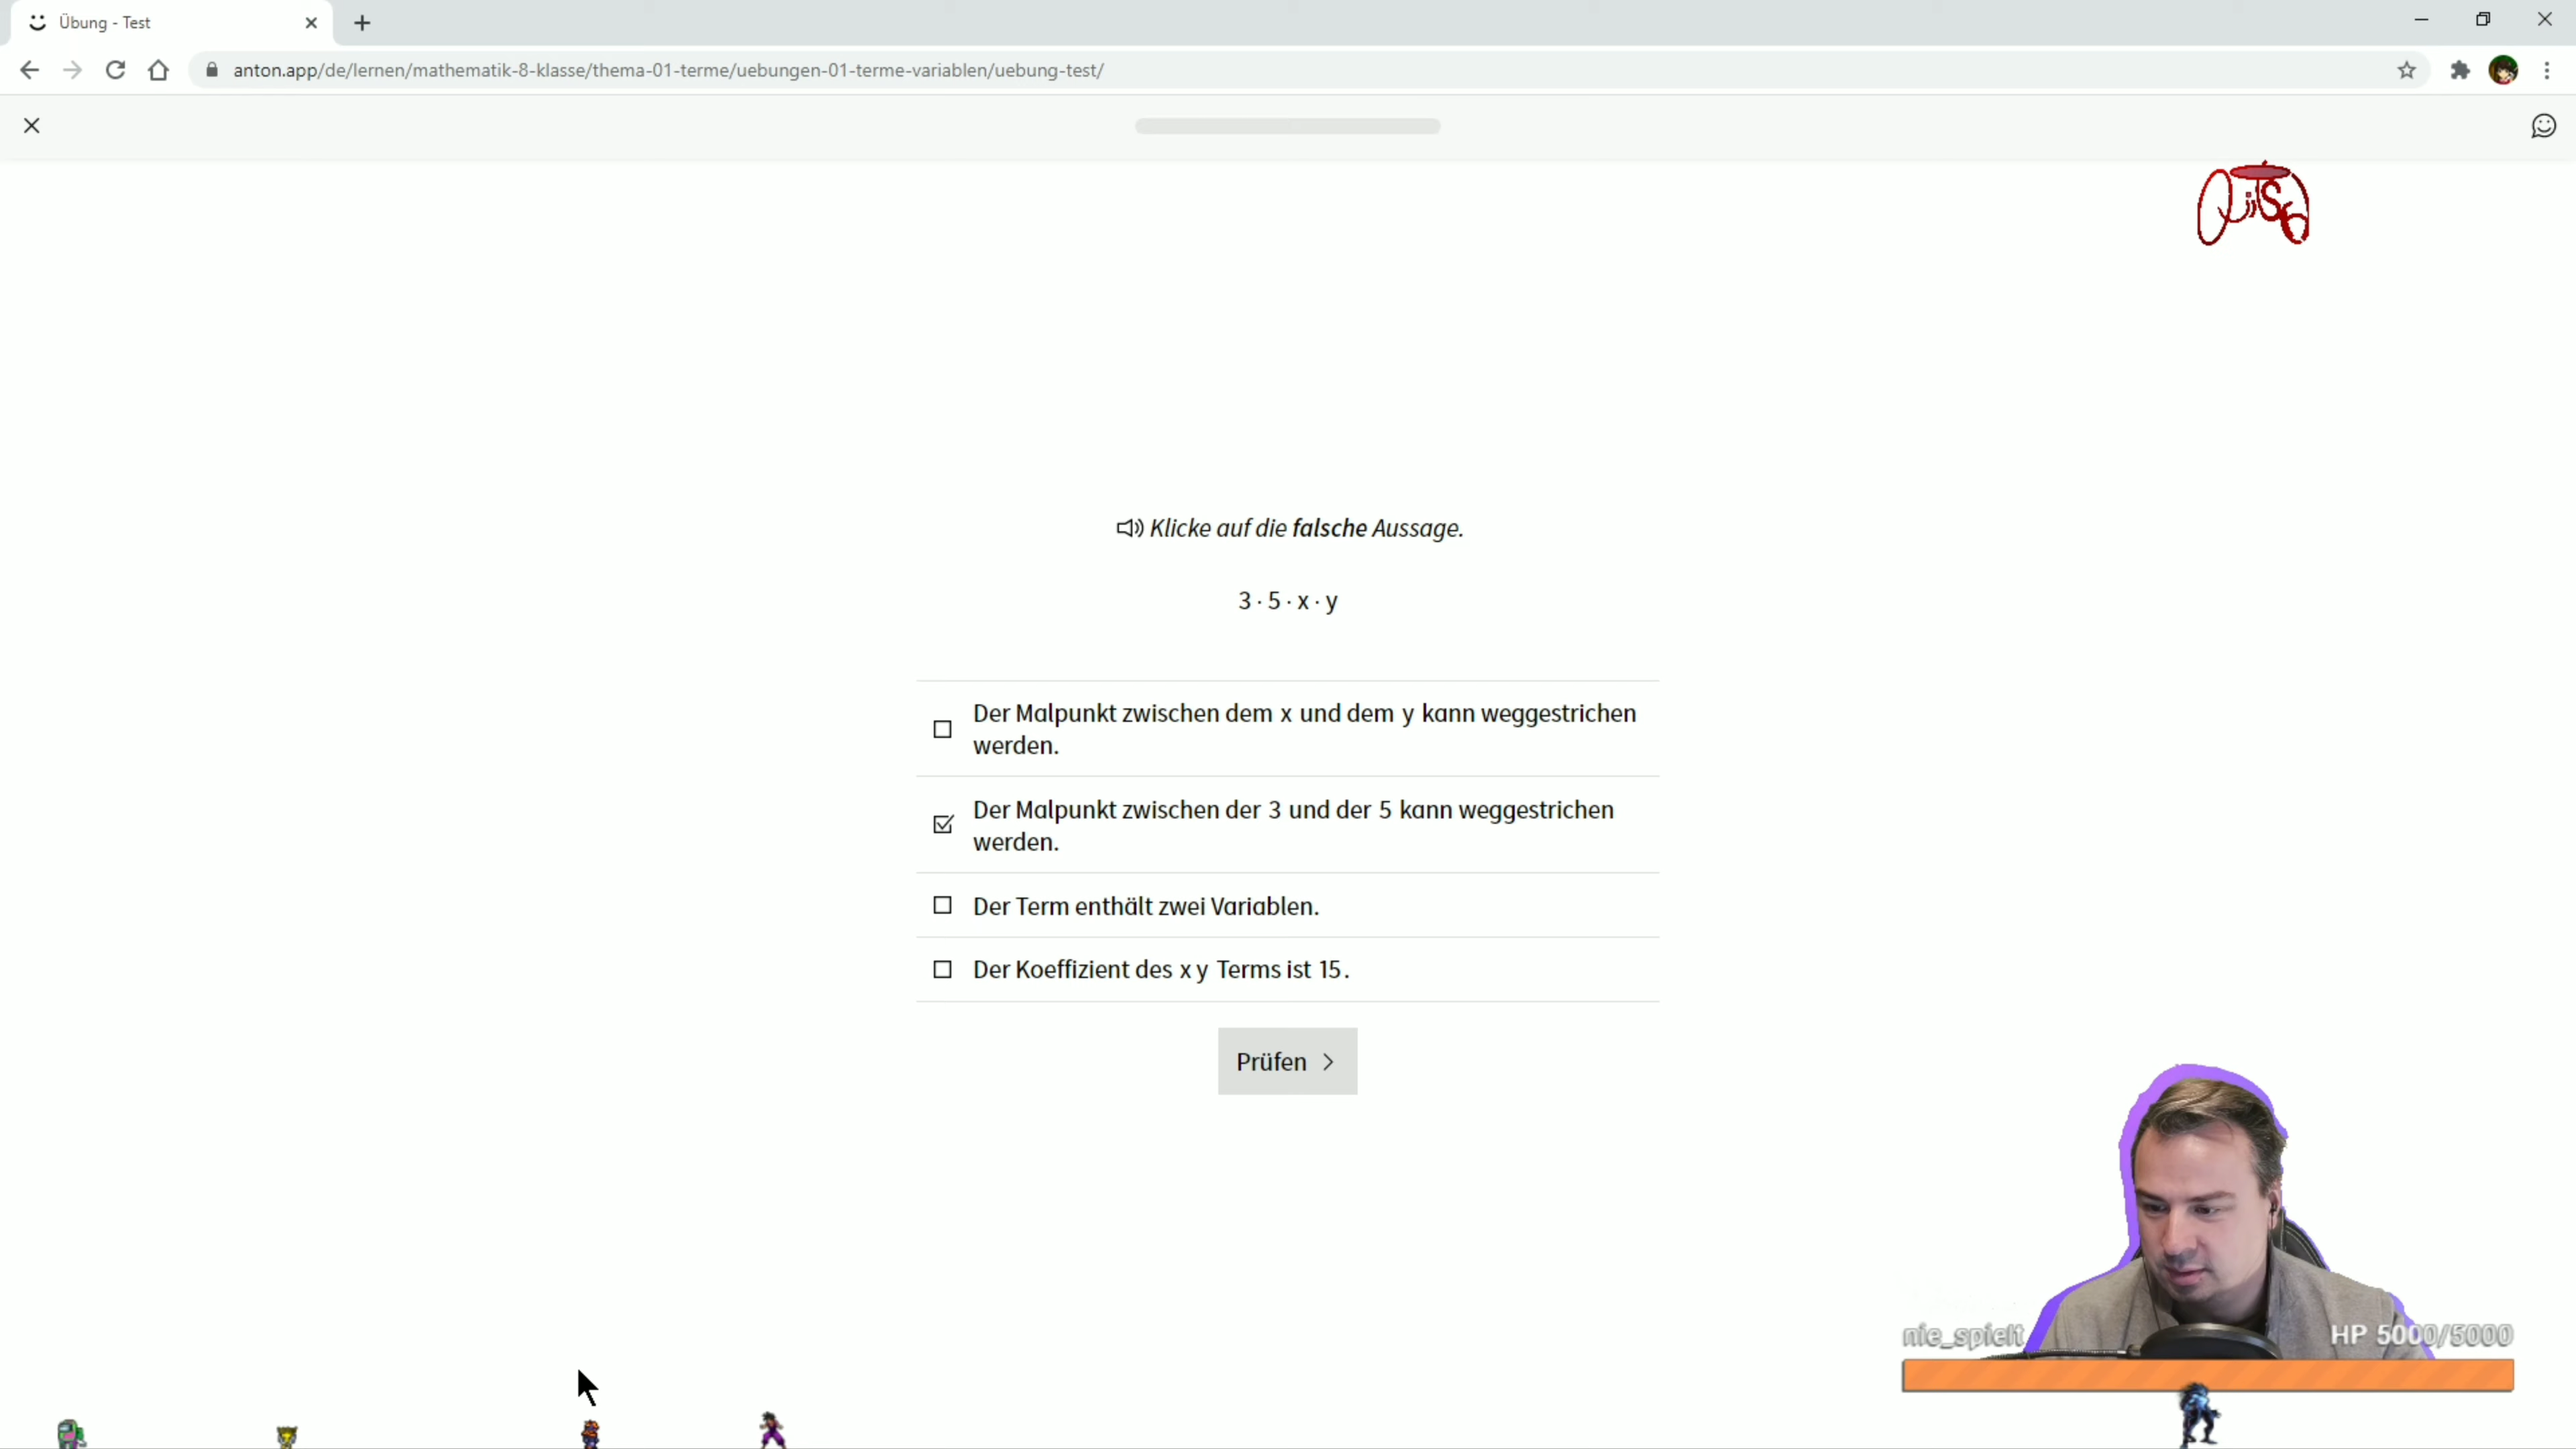 Übung - Test
anton.app/de/lernen/mathematik-8-klasse/thema-01-terme/uebungen-01-terme-variablen/uebung-test/
Klicke auf die falsche Aussage.
3 · 5 · x · y
Der Malpunkt zwischen dem x und dem y kann weggestrichen
werden.
Der Malpunkt zwischen der 3 und der 5 kann weggestrichen
werden.
Der Term enthält zwei Variablen.
Der Koeffizient des x y Terms ist 15.
Prüfen
nie_spielt
HP 5000/5000